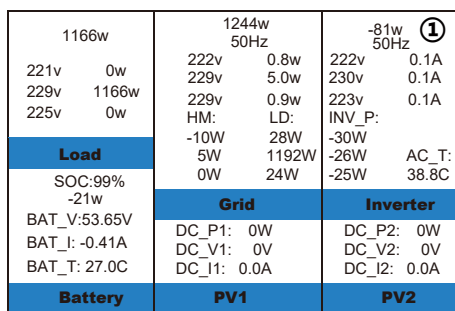 1166w
221v 0w
229v 1166w
225v 0w
Load
SOC:99%
-21w
BAT_V:53.65V
BAT_I: -0.41A
BAT_T: 27.0C
Battery
1244w
50Hz
222v 0.8w
229v 5.0w
229v 0.9w
HM: LD:
-10W 28W
5W 1192W
0W 24W
Grid
DC_P1: 0W
DC_V1: 0V
DC_I1: 0.0A
PV1
-81w ①
50Hz
222v 0.1A
230v 0.1A
223v 0.1A
INV_P:
-30W
-26W AC_T:
-25W 38.8C
Inverter
DC_P2: 0W
DC_V2: 0V
DC_I2: 0.0A
PV2